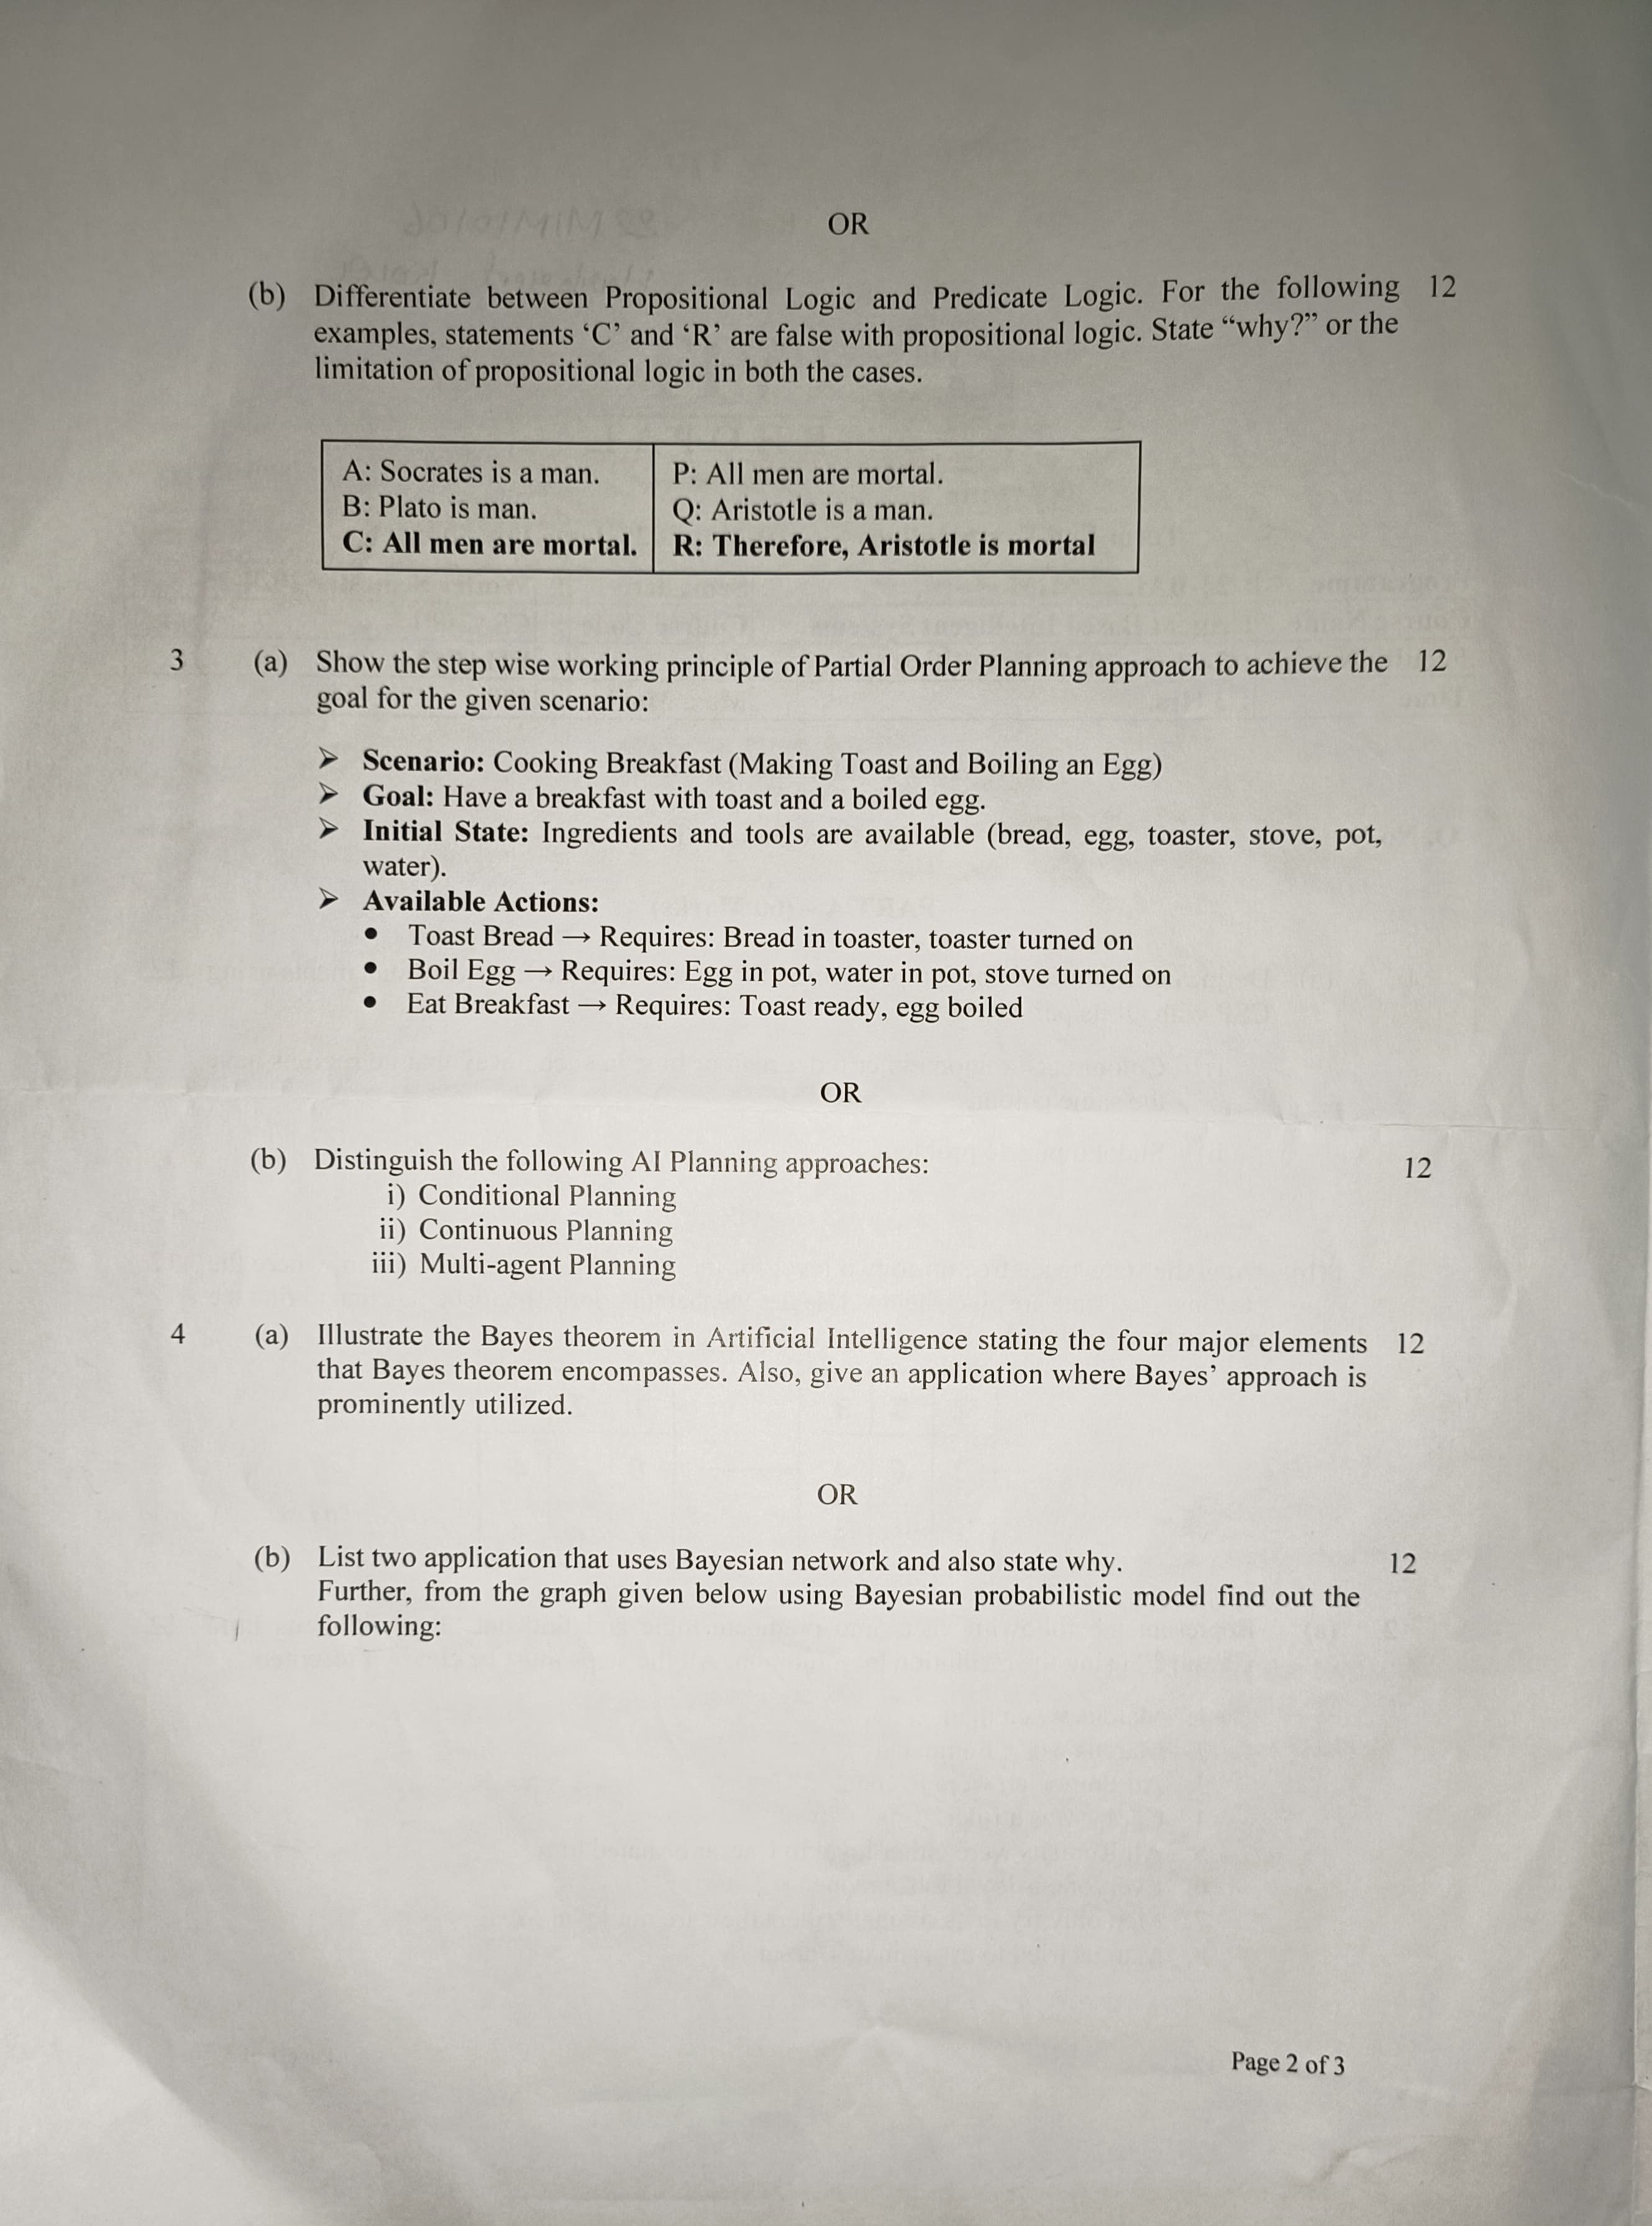 OR
(b) Differentiate between Propositional Logic and Predicate Logic. For the following 12
examples, statements ‘C’ and ‘R’ are false with propositional logic. State “why?” or the
limitation of propositional logic in both the cases.
A: Socrates is a man.
B: Plato is man.
C: All men are mortal.
P: All men are mortal.
Q: Aristotle is a man.
R: Therefore, Aristotle is mortal
3 (a) Show the step wise working principle of Partial Order Planning approach to achieve the 12
goal for the given scenario:
➢ Scenario: Cooking Breakfast (Making Toast and Boiling an Egg)
➢ Goal: Have a breakfast with toast and a boiled egg.
➢ Initial State: Ingredients and tools are available (bread, egg, toaster, stove, pot,
water).
➢ Available Actions:
• Toast Bread → Requires: Bread in toaster, toaster turned on
• Boil Egg → Requires: Egg in pot, water in pot, stove turned on
• Eat Breakfast → Requires: Toast ready, egg boiled
OR
(b) Distinguish the following AI Planning approaches: 12
i) Conditional Planning
ii) Continuous Planning
iii) Multi-agent Planning
4 (a) Illustrate the Bayes theorem in Artificial Intelligence stating the four major elements 12
that Bayes theorem encompasses. Also, give an application where Bayes’ approach is
prominently utilized.
OR
(b) List two application that uses Bayesian network and also state why. 12
Further, from the graph given below using Bayesian probabilistic model find out the
following:
Page 2 of 3